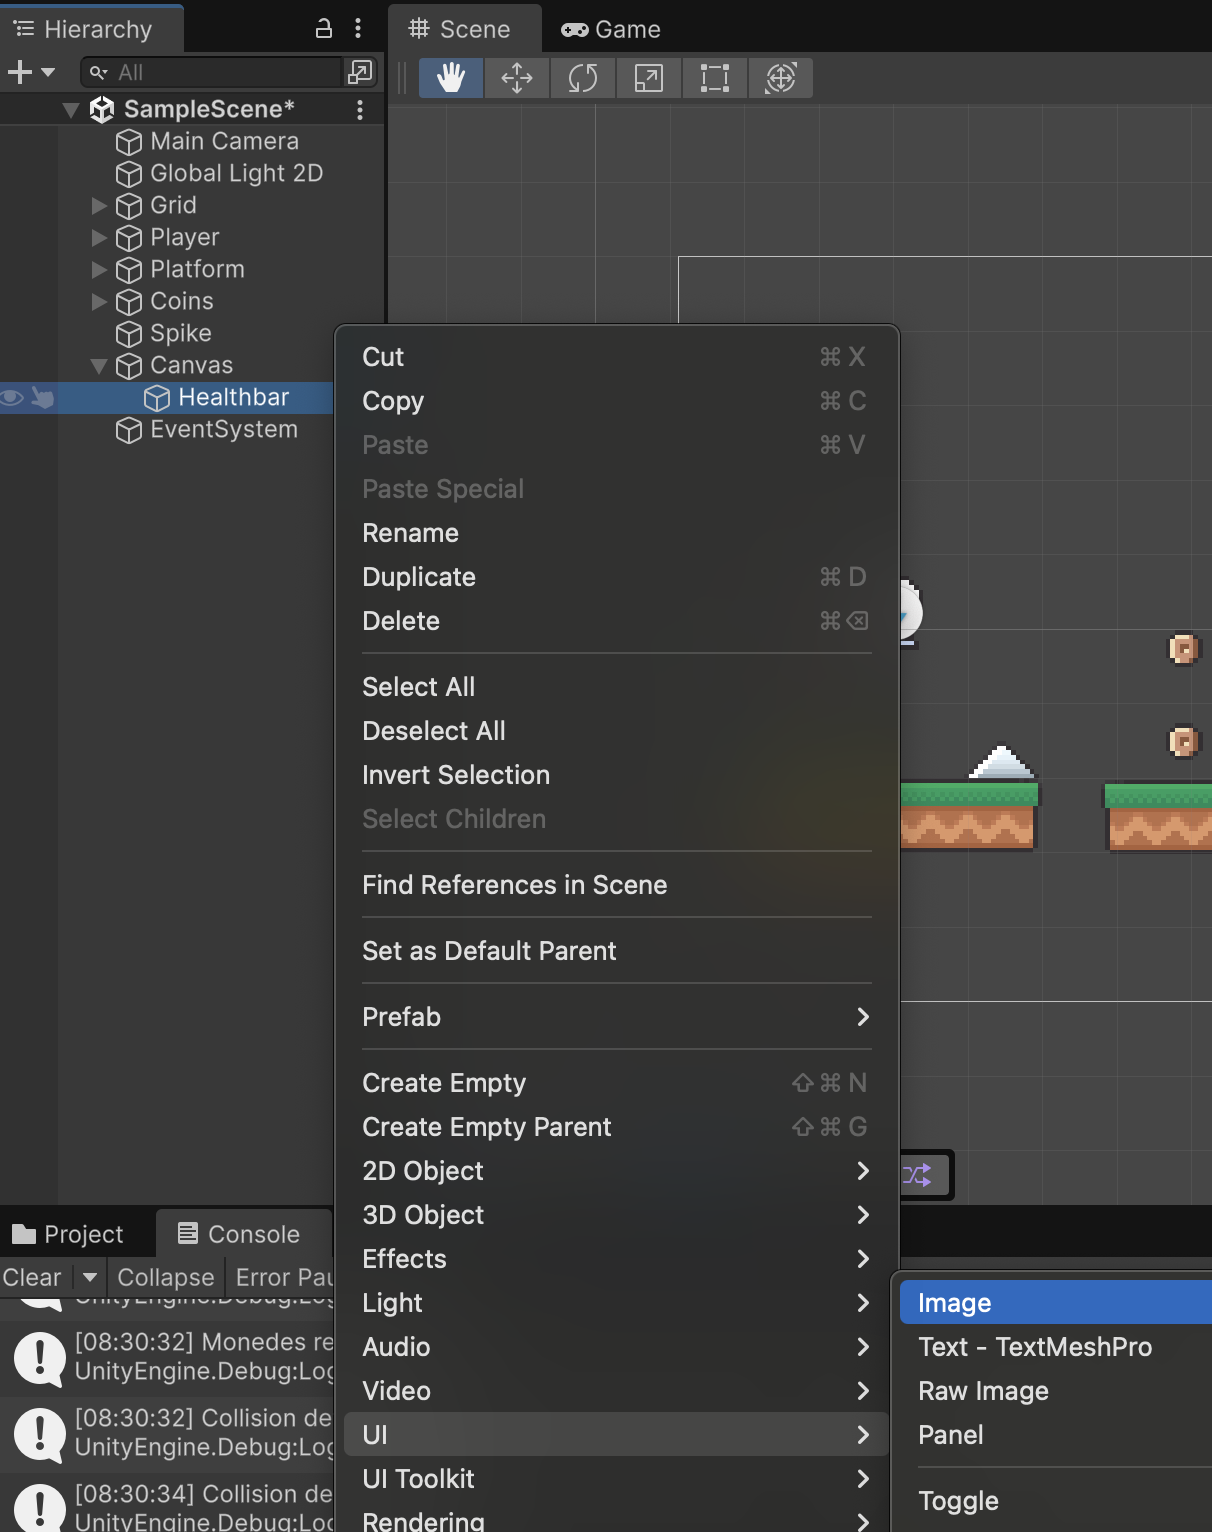 Hierarchy
Scene
Game
All
SampleScene*
Main Camera
Global Light 2D
Grid
Player
Platform
Coins
Spike
Canvas
Healthbar
EventSystem
Cut ⌘ X
Copy ⌘ C
Paste ⌘ V
Paste Special
Rename
Duplicate ⌘ D
Delete ⌘⌫
Select All
Deselect All
Invert Selection
Select Children
Find References in Scene
Set as Default Parent
Prefab
Create Empty ⇧⌘ N
Create Empty Parent ⇧⌘ G
2D Object
3D Object
Effects
Light
Audio
Video
UI
UI Toolkit
Rendering
Image
Text - TextMeshPro
Raw Image
Panel
Toggle
Project
Console
Clear
Collapse
Error Pau
UnityEngine.Debug:Log
[08:30:32] Monedes re
UnityEngine.Debug:Log
[08:30:32] Collision de
UnityEngine.Debug:Log
[08:30:34] Collision de
UnityEngine.Debug:Log